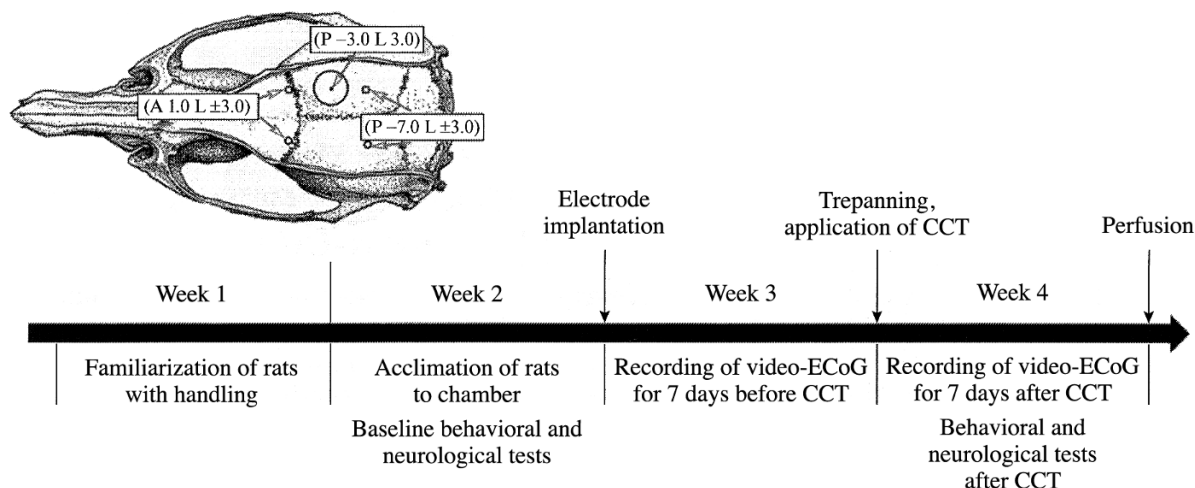 (P –3.0 L 3.0)
(A 1.0 L ±3.0)
(P –7.0 L ±3.0)
Electrode
implantation
Trepanning,
application of CCT
Perfusion
Week 1
Week 2
Week 3
Week 4
Familiarization of rats
with handling
Acclimation of rats
to chamber
Baseline behavioral and
neurological tests
Recording of video-ECoG
for 7 days before CCT
Recording of video-ECoG
for 7 days after CCT
Behavioral and
neurological tests
after CCT